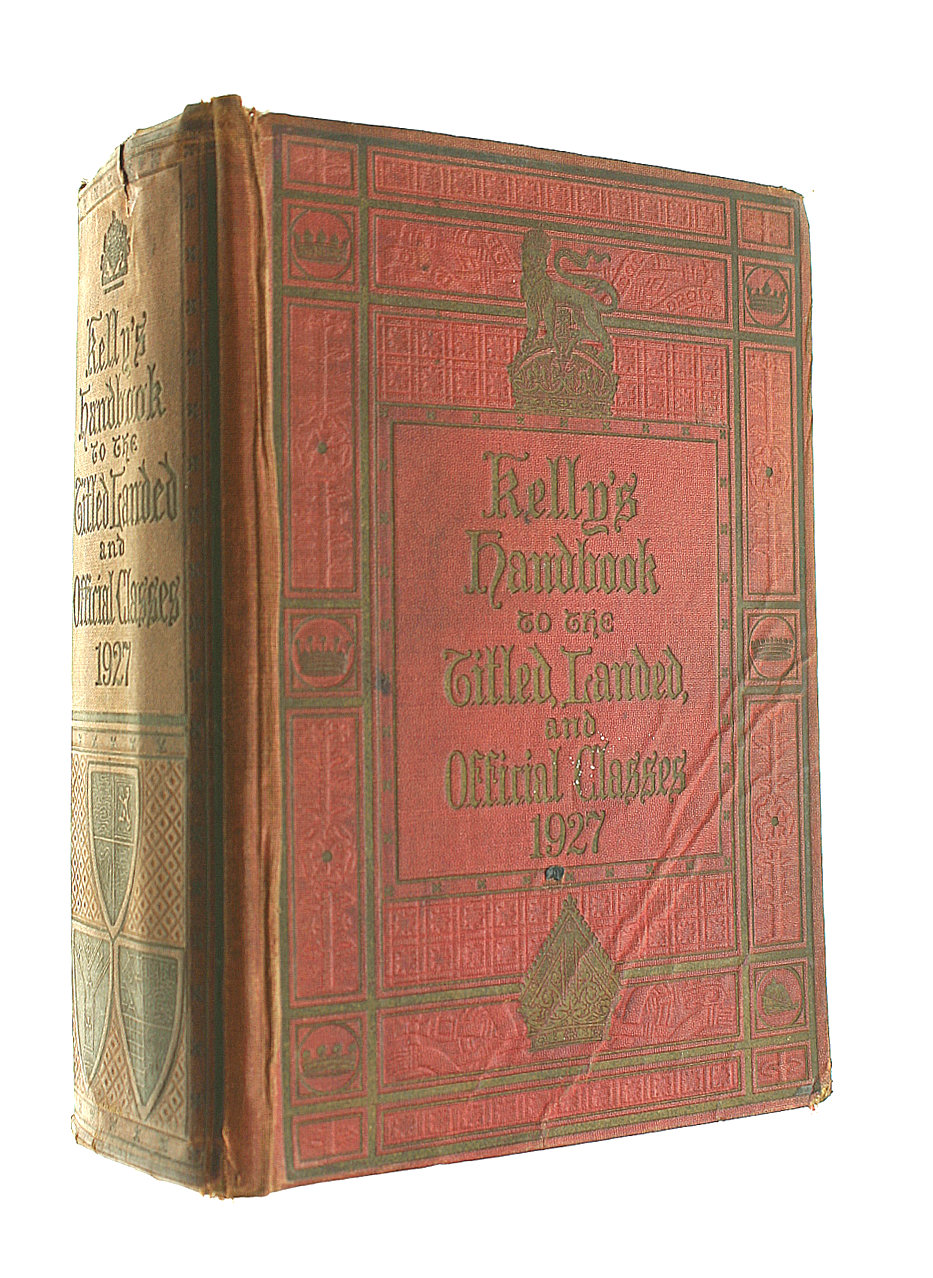 Kelly's
Handbook
to the
Titled Landed
and
Official Classes
1927
Kelly's
Handbook
to the
Titled, Landed,
and
Official Classes
1927